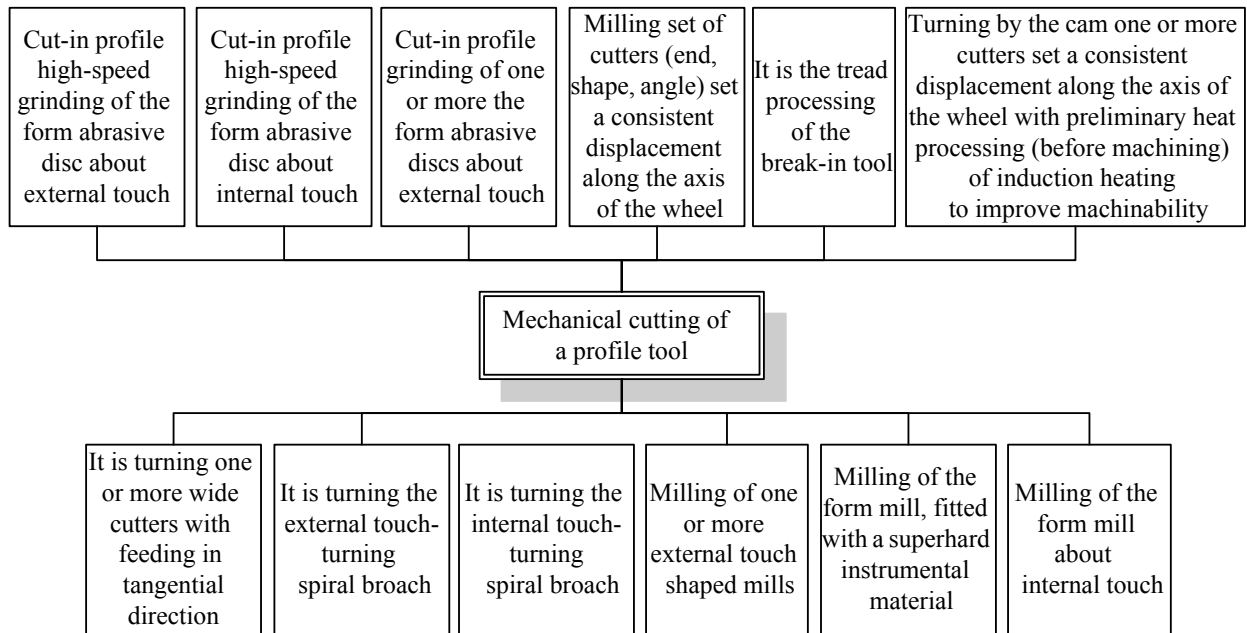 Cut-in profile
high-speed
grinding of the
form abrasive
disc about
external touch
Cut-in profile
high-speed
grinding of the
form abrasive
disc about
internal touch
Cut-in profile
grinding of one
or more the
form abrasive
discs about
external touch
Milling set of
cutters (end,
shape, angle) set
a consistent
displacement
along the axis
of the wheel
It is the tread
processing
of the
break-in tool
Turning by the cam one or more
cutters set a consistent
displacement along the axis of
the wheel with preliminary heat
processing (before machining)
of induction heating
to improve machinability
Mechanical cutting of
a profile tool
It is turning one
or more wide
cutters with
feeding in
tangential
direction
It is turning the
external touch-
turning
spiral broach
It is turning the
internal touch-
turning
spiral broach
Milling of one
or more
external touch
shaped mills
Milling of the
form mill, fitted
with a superhard
instrumental
material
Milling of the
form mill
about
internal touch